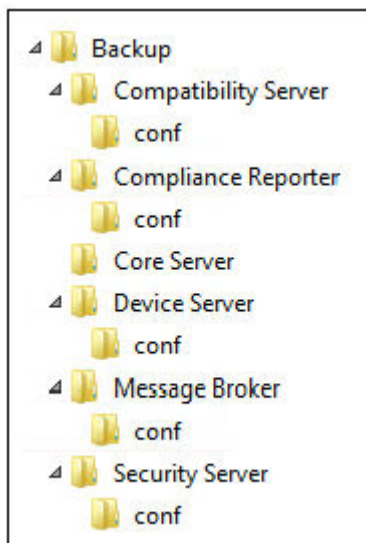 Backup
Compatibility Server
conf
Compliance Reporter
conf
Core Server
Device Server
conf
Message Broker
conf
Security Server
conf